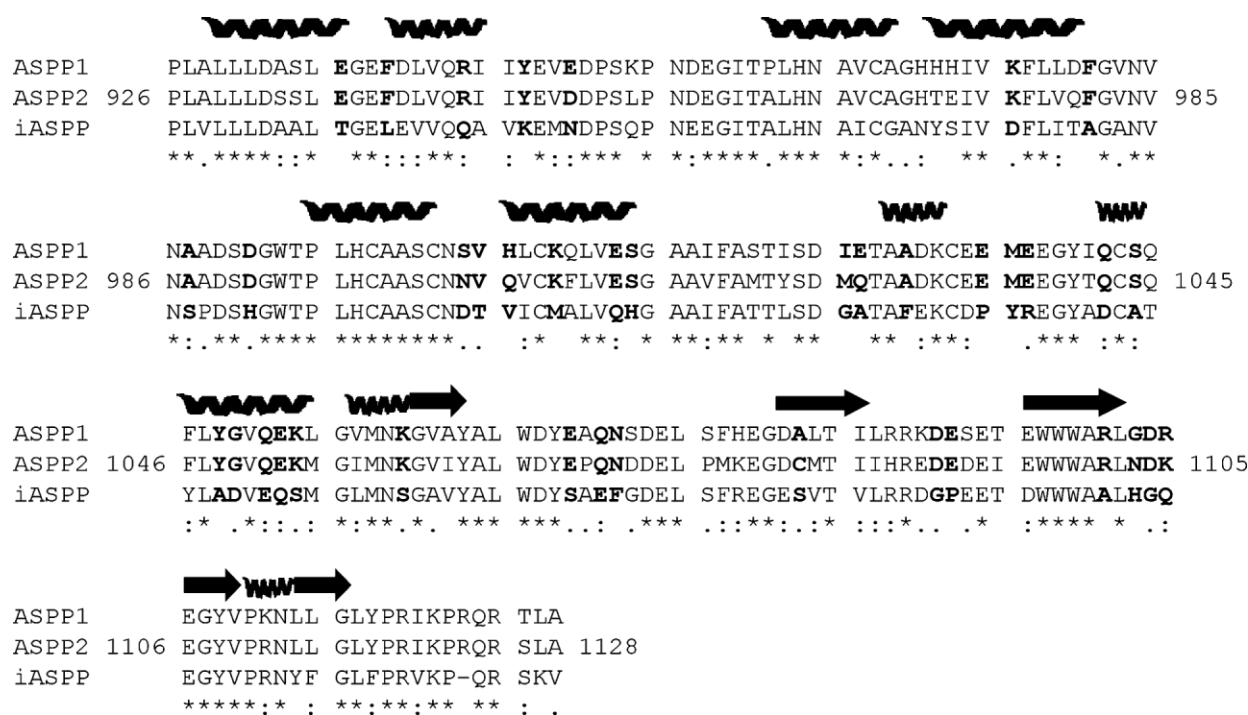 ASPP1 PLALLLDASL EGEFDLVQRI IYEVEDPSKP NDEGITPLHN AVCAGHHHIV KFLLDFGVNV
ASPP2 926 PLALLLDSSL EGEFDLVQRI IYEVDDPSLP NDEGITALHN AVCAGHTEIV KFLVQFGVNV 985
iASPP PLVLLLDAAL TGELEVVQQA VKEMNDPSQP NEEGITALHN AICGANYSIV DFLITAGANV
**.****::* **:::**: : *::*** * *:****.*** *:*..: ** .**: *.**
ASPP1 NAADSDGWTP LHCAASCNSV HLCKQLVESG AAIFASTISD IETAADKCEE MEEGYIQCSQ
ASPP2 986 NAADSDGWTP LHCAASCNNV QVCKFLVESG AAVFAMTYSD MQTAADKCEE MEEGYTQCSQ 1045
iASPP NSPDSHGWTP LHCAASCNDT VICMALVQHG AAIFATTLSD GATAFEKCDP YREGYADCAT
*:.**.**** ********.. :* **: * **:** * ** ** :**: .*** :*:
ASPP1 FLYGVQEKLG GVMNKGVAYAL WDYEAQNSDEL SFHEGDALT ILRRKDESET EWWWARLGDR
ASPP2 1046 FLYGVQEKM GIMNKGVIYAL WDYEPQNDDEL PMKEGDCMT IIHREDEDEI EWWWARLNDK 1105
iASPP YLADVEQSM GLMNSGAVYAL WDYSAEFGDEL SFREGESVT VLRRDGPEET DWWWAALHGQ
:* .*::.: *:**.*. *** ***..: *** .::**:.:* :::*.. .* :**** * .:
ASPP1 EGYVPKNLL GLYPRIKPRQR TLA
ASPP2 1106 EGYVPRNLL GLYPRIKPRQR SLA 1128
iASPP EGYVPRNYF GLFPRVKP-QR SKV
*****:* : **:**:** ** : .